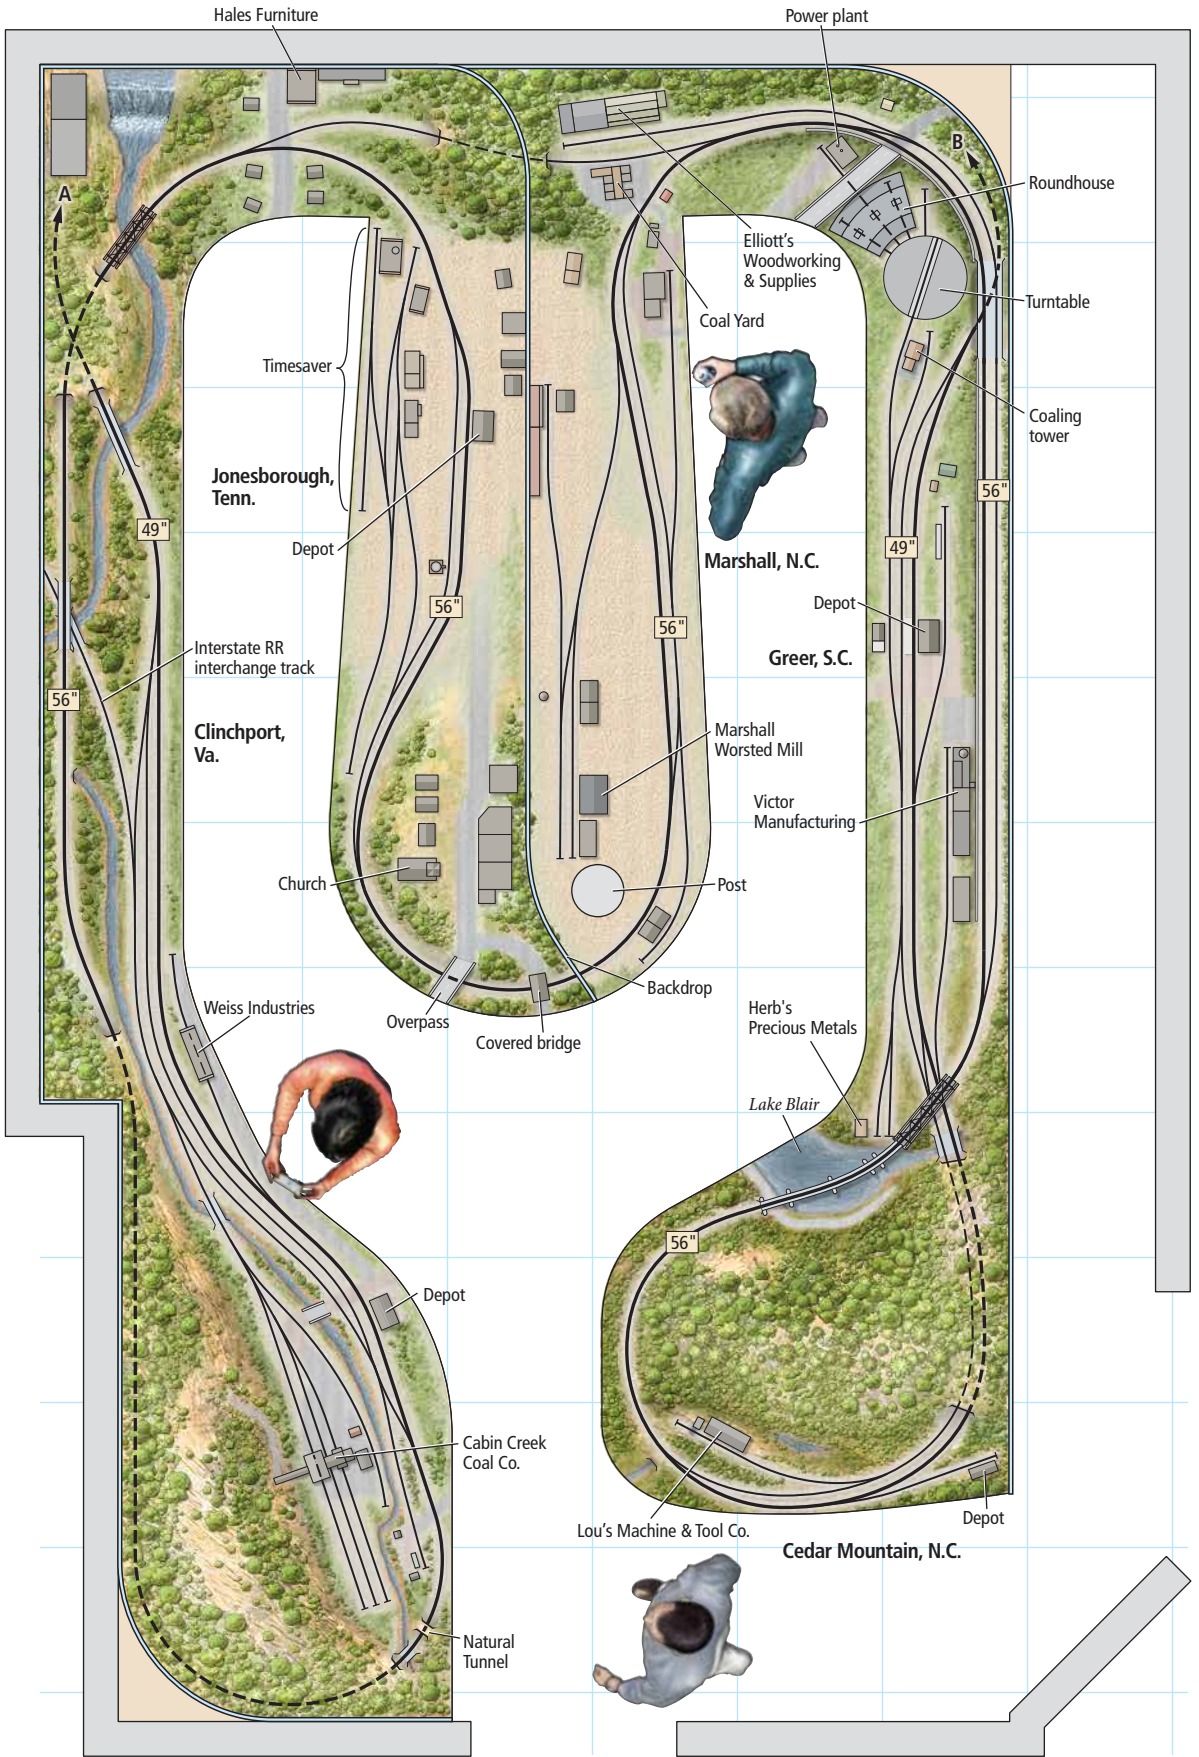 Hales Furniture
Power plant
A
B
Roundhouse
Elliott's
Woodworking
& Supplies
Turntable
Coal Yard
Timesaver
Coaling
tower
Jonesborough,
Tenn.
49"
Depot
56"
49"
Marshall, N.C.
56"
Depot
56"
Greer, S.C.
Interstate RR
interchange track
56"
Clinchport,
Va.
Marshall
Worsted Mill
Victor
Manufacturing
Church
Post
Backdrop
Weiss Industries
Overpass
Covered bridge
Herb's
Precious Metals
Lake Blair
56"
Depot
Cabin Creek
Coal Co.
Lou's Machine & Tool Co.
Depot
Cedar Mountain, N.C.
Natural
Tunnel